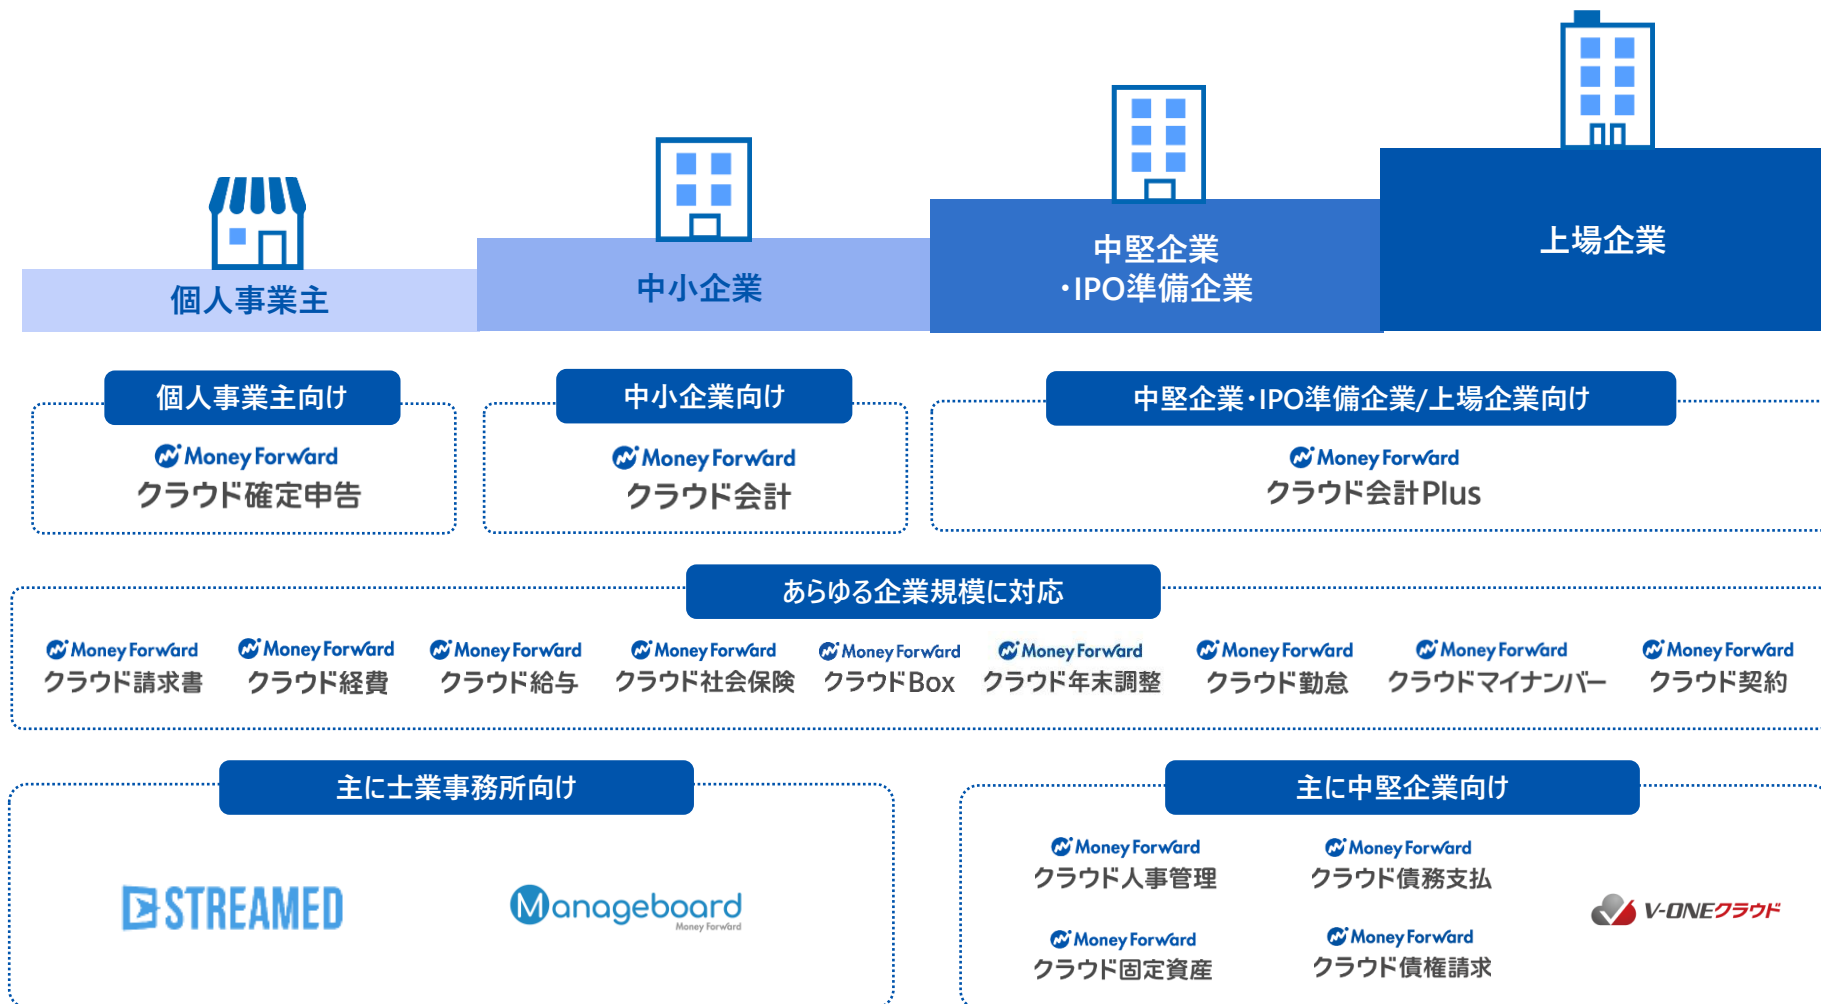 個人事業主
中小企業
中堅企業
・IPO準備企業
上場企業
個人事業主向け
Money Forward
クラウド確定申告
中小企業向け
Money Forward
クラウド会計
中堅企業・IPO準備企業/上場企業向け
Money Forward
クラウド会計Plus
あらゆる企業規模に対応
Money Forward
クラウド請求書
Money Forward
クラウド経費
Money Forward
クラウド給与
Money Forward
クラウド社会保険
Money Forward
クラウドBox
Money Forward
クラウド年末調整
Money Forward
クラウド勤怠
Money Forward
クラウドマイナンバー
Money Forward
クラウド契約
主に士業事務所向け
STREAMED
Manageboard
Money Forward
主に中堅企業向け
Money Forward
クラウド人事管理
Money Forward
クラウド債務支払
Money Forward
クラウド固定資産
Money Forward
クラウド債権請求
V-ONEクラウド